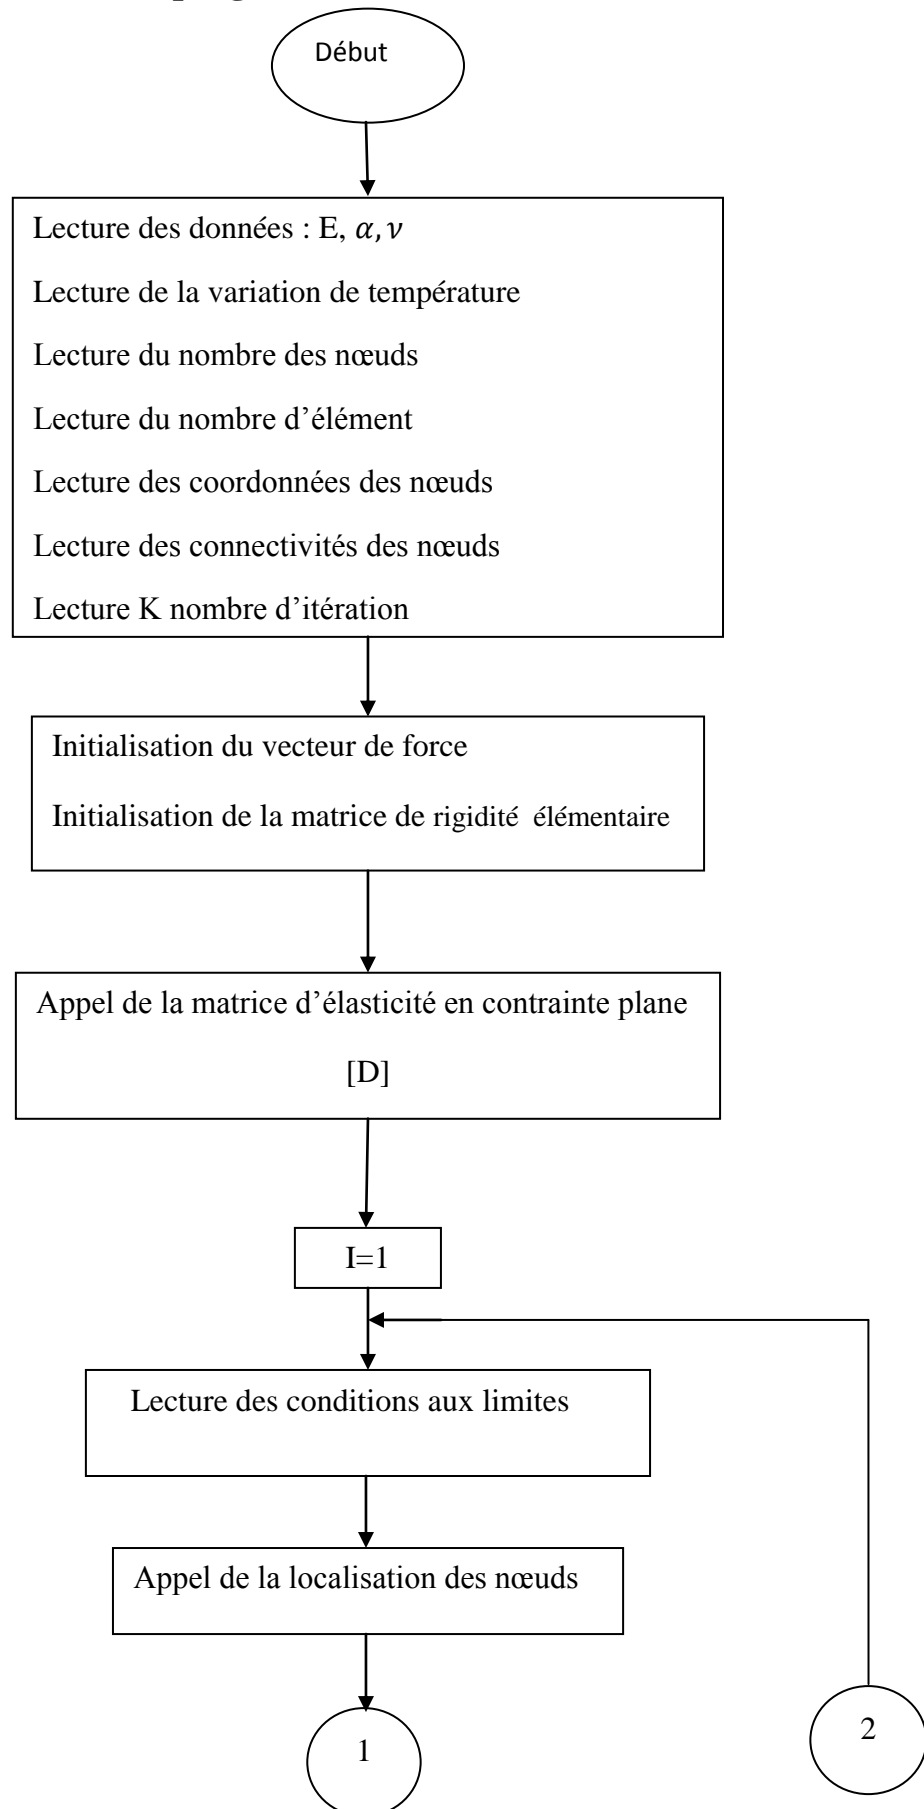 Début
Lecture des données : E, α, ν
Lecture de la variation de température
Lecture du nombre des nœuds
Lecture du nombre d’élément
Lecture des coordonnées des nœuds
Lecture des connectivités des nœuds
Lecture K nombre d’itération
Initialisation du vecteur de force
Initialisation de la matrice de rigidité élémentaire
Appel de la matrice d’élasticité en contrainte plane
[D]
I=1
Lecture des conditions aux limites
Appel de la localisation des nœuds
1
2